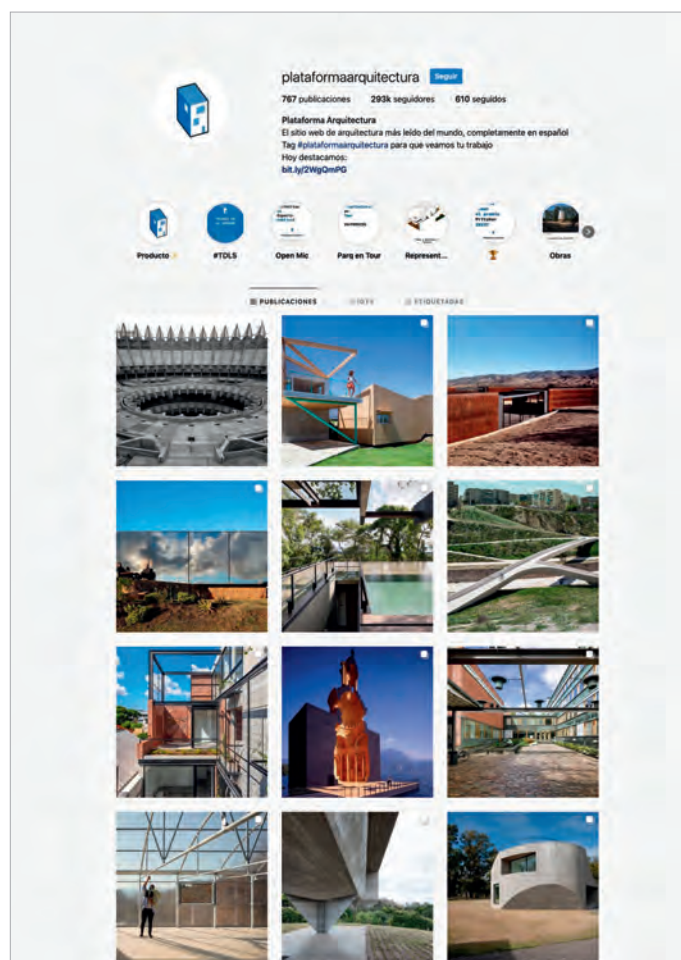 plataformaarquitectura Seguir
767 publicaciones 293k seguidores 610 seguidos
Plataforma Arquitectura
El sitio web de arquitectura más leído del mundo, completamente en español
Tag #plataformaarquitectura para que veamos tu trabajo
Hoy destacamos:
bit.ly/2WgQmPG
Producto #TDLS Open Mic Parq en Tour Represent... Obras
PUBLICACIONES IGTV ETIQUETADAS